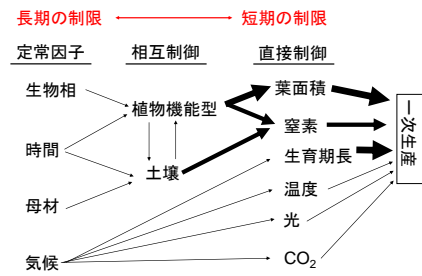 長期の制限
短期の制限
定常因子
相互制御
直接制御
生物相
時間
母材
気候
植物機能型
土壌
葉面積
窒素
生育期長
温度
光
CO₂
一次生産